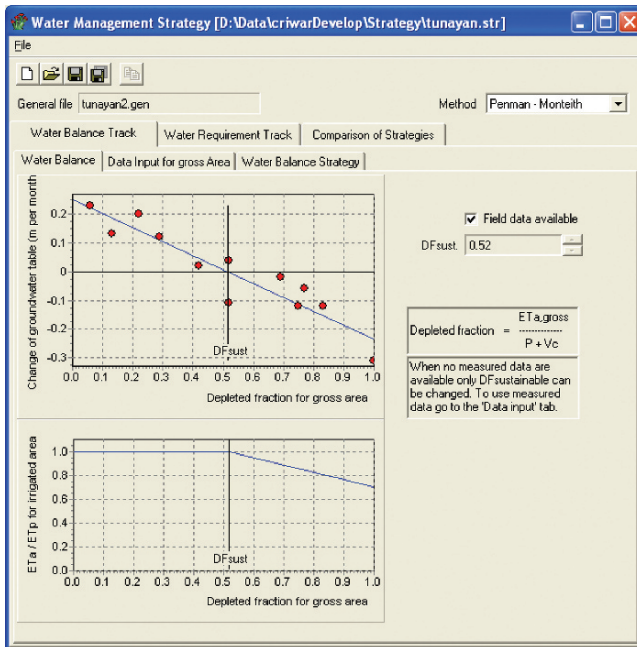 Water Management Strategy [D:\Data\criwarDevelop\Strategy\tunayan.str]
File
General file tunayan2.gen Method Penman - Monteith
Water Balance Track Water Requirement Track Comparison of Strategies
Water Balance Data Input for gross Area Water Balance Strategy
Change of groundwater table (m per month
0.2
0.1
0
-0.1
-0.2
-0.3
DFsust
0.0 0.1 0.2 0.3 0.4 0.5 0.6 0.7 0.8 0.9 1.0
Depleted fraction for gross area
Field data available
DFsust. 0.52
Depleted fraction = ETa,gross
P + Vc
When no measured data are
available only DFsustainable can
be changed. To use measured
data go to the 'Data input' tab.
ETa / ETp for irrigated area
1.0
0.8
0.6
0.4
0.2
0.0
DFsust
0.0 0.1 0.2 0.3 0.4 0.5 0.6 0.7 0.8 0.9 1.0
Depleted fraction for gross area